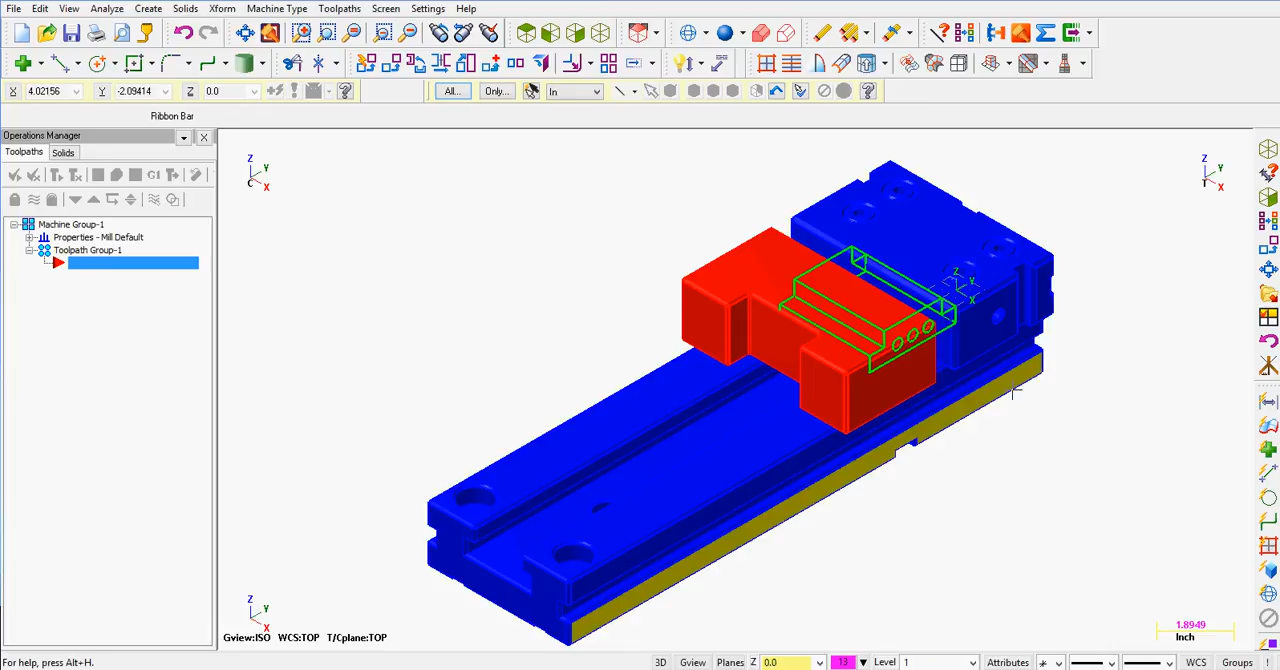 File Edit View Analyze Create Solids Xform Machine Type Toolpaths Screen Settings Help
G1
X 4.02156 Y -2.09414 Z 0.0 All... Only... In
Ribbon Bar
Operations Manager
Toolpaths Solids
Machine Group-1
Properties - Mill Default
Toolpath Group-1
Z
Y
X
C
Z
Y
X
T
Z
Y
X
Z
Y
X
Gview:ISO WCS:TOP T/Cplane:TOP
1.8949
Inch
For help, press Alt+H.
3D Gview Planes Z 0.0 13 Level 1 Attributes WCS Groups